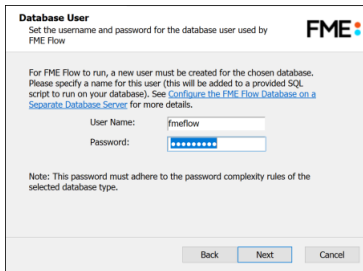 Database User
Set the username and password for the database user used by
FME Flow
FME
For FME Flow to run, a new user must be created for the chosen database.
Please specify a name for this user (this will be added to a provided SQL
script to run on your database). See Configure the FME Flow Database on a
Separate Database Server for more details.
User Name: fmeflow
Password: •••••••••
Note: This password must adhere to the password complexity rules of the
selected database type.
Back Next Cancel